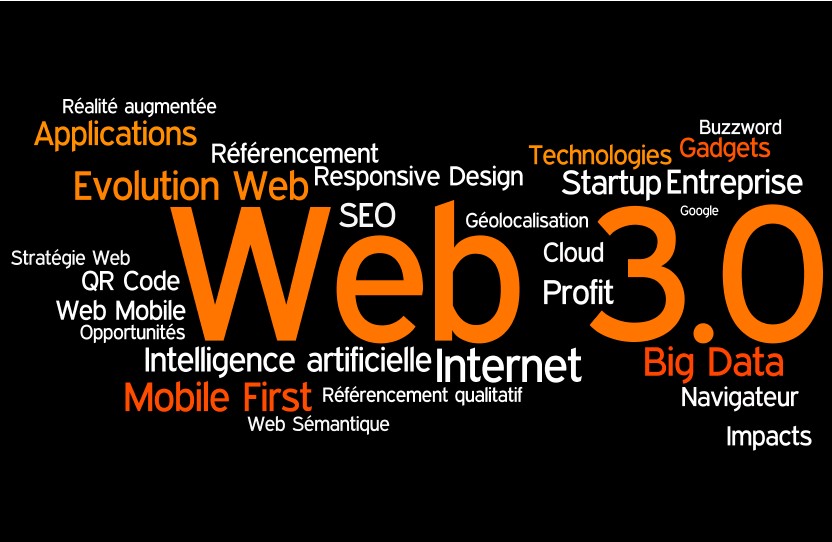 Réalité augmentée
Applications
Buzzword
Gadgets
Référencement
Technologies
Evolution Web
Responsive Design
Startup
Entreprise
SEO
Géolocalisation
Google
Web 3.0
Stratégie Web
Cloud
QR Code
Profit
Web Mobile
Opportunités
Intelligence artificielle
Internet
Big Data
Mobile First
Référencement qualitatif
Navigateur
Web Sémantique
Impacts